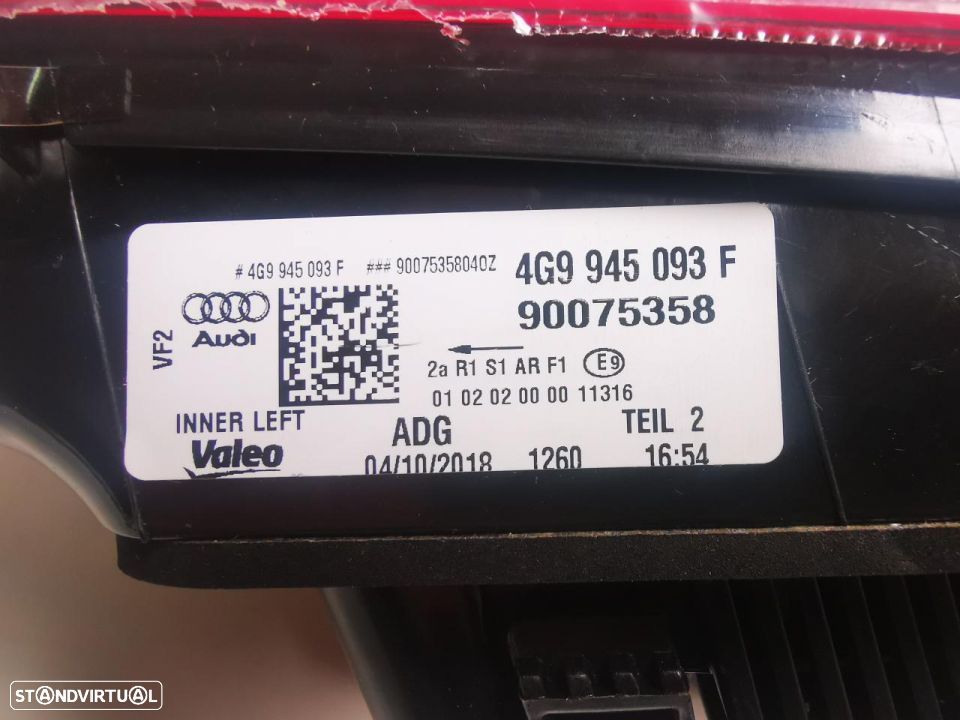 # 4G9 945 093 F ### 90075358040Z
4G9 945 093 F
90075358
VF2
Audi
2a R1 S1 AR F1 E9
01 02 02 00 00 11316
INNER LEFT
ADG
TEIL 2
Valeo
04/10/2018 1260 16:54
STANDVIRTUAL